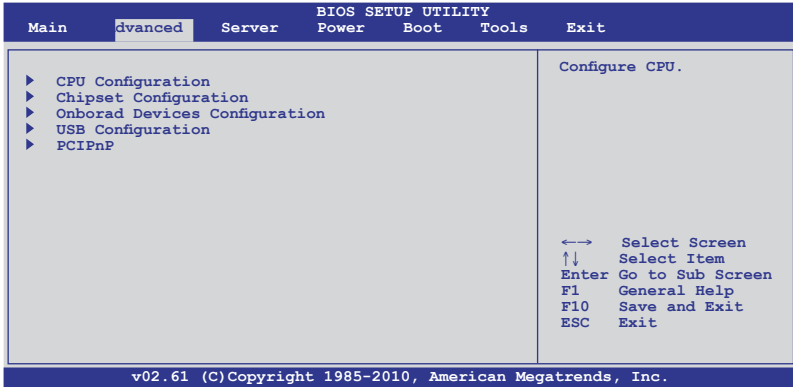 BIOS SETUP UTILITY
Main dvanced Server Power Boot Tools Exit
CPU Configuration
Chipset Configuration
Onborad Devices Configuration
USB Configuration
PCIPnP
Configure CPU.
←→ Select Screen
↑↓ Select Item
Enter Go to Sub Screen
F1 General Help
F10 Save and Exit
ESC Exit
v02.61 (C)Copyright 1985-2010, American Megatrends, Inc.